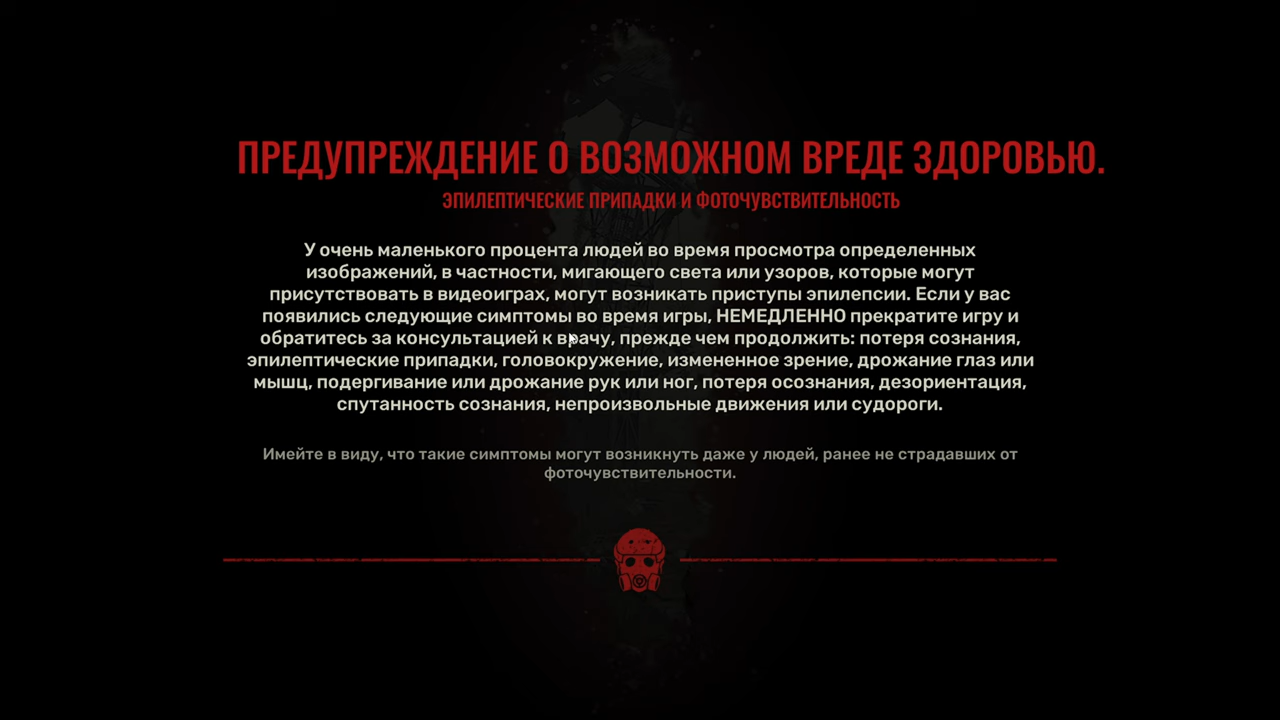 ПРЕДУПРЕЖДЕНИЕ О ВОЗМОЖНОМ ВРЕДЕ ЗДОРОВЬЮ.
ЭПИЛЕПТИЧЕСКИЕ ПРИПАДКИ И ФОТОЧУВСТВИТЕЛЬНОСТЬ
У очень маленького процента людей во время просмотра определенных
изображений, в частности, мигающего света или узоров, которые могут
присутствовать в видеоиграх, могут возникать приступы эпилепсии. Если у вас
появились следующие симптомы во время игры, НЕМЕДЛЕННО прекратите игру и
обратитесь за консультацией к врачу, прежде чем продолжить: потеря сознания,
эпилептические припадки, головокружение, измененное зрение, дрожание глаз или
мышц, подергивание или дрожание рук или ног, потеря осознания, дезориентация,
спутанность сознания, непроизвольные движения или судороги.
Имейте в виду, что такие симптомы могут возникнуть даже у людей, ранее не страдавших от
фоточувствительности.